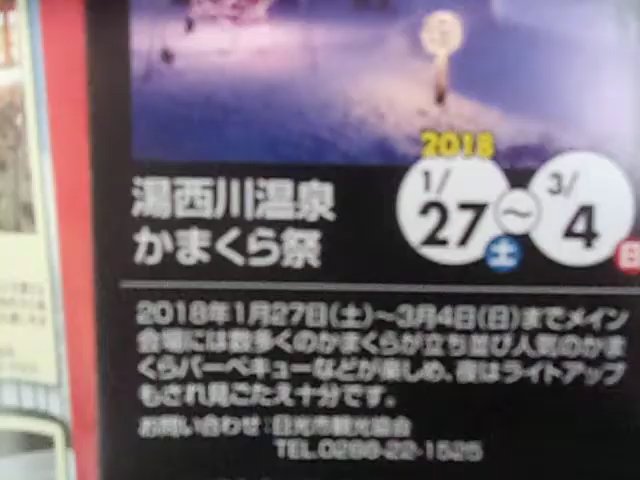 2018
1/27土～3/4日
湯西川温泉
かまくら祭
2018年1月27日(土)～3月4日(日)までメイン
会場には数多くのかまくらが立ち並び人気のかま
くらバーベキューなどが楽しめ、夜はライトアップ
もされ見ごたえ十分です。
お問い合わせ：日光市観光協会
TEL.0288-22-1525